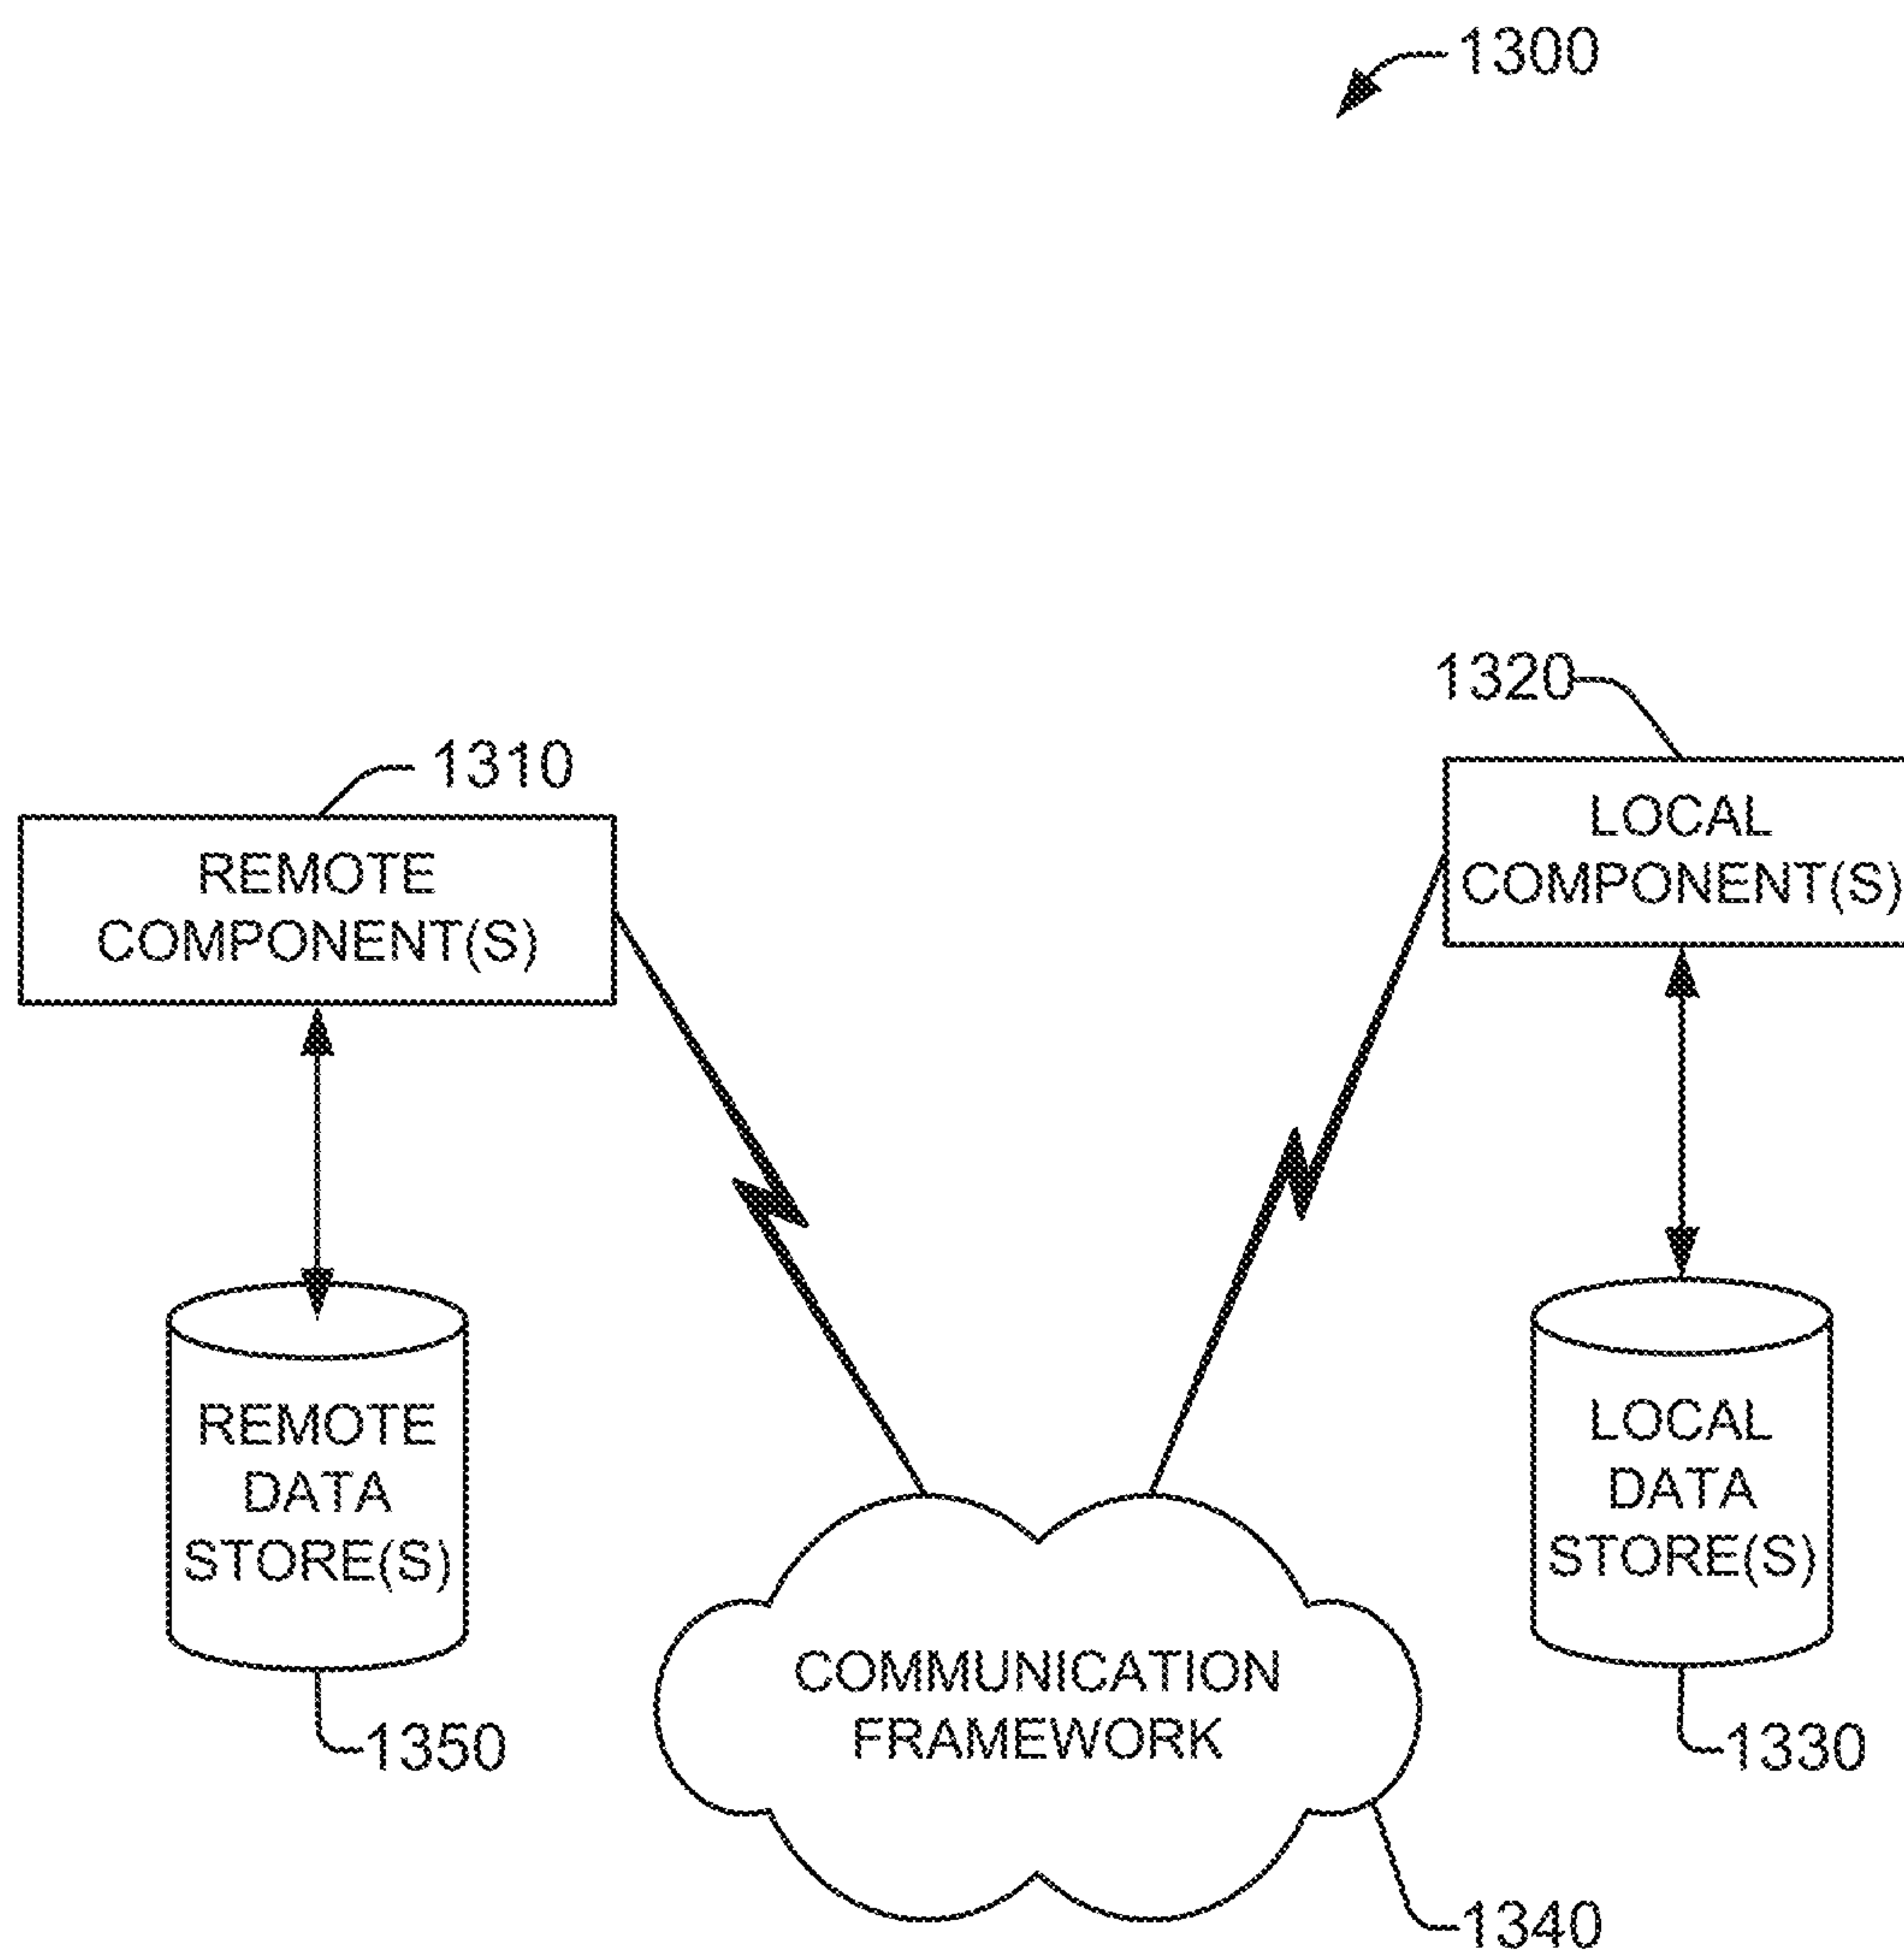 1300
1320
LOCAL
COMPONENT(S)
1310
REMOTE
COMPONENT(S)
REMOTE
DATA
STORE(S)
1350
LOCAL
DATA
STORE(S)
1330
COMMUNICATION
FRAMEWORK
1340